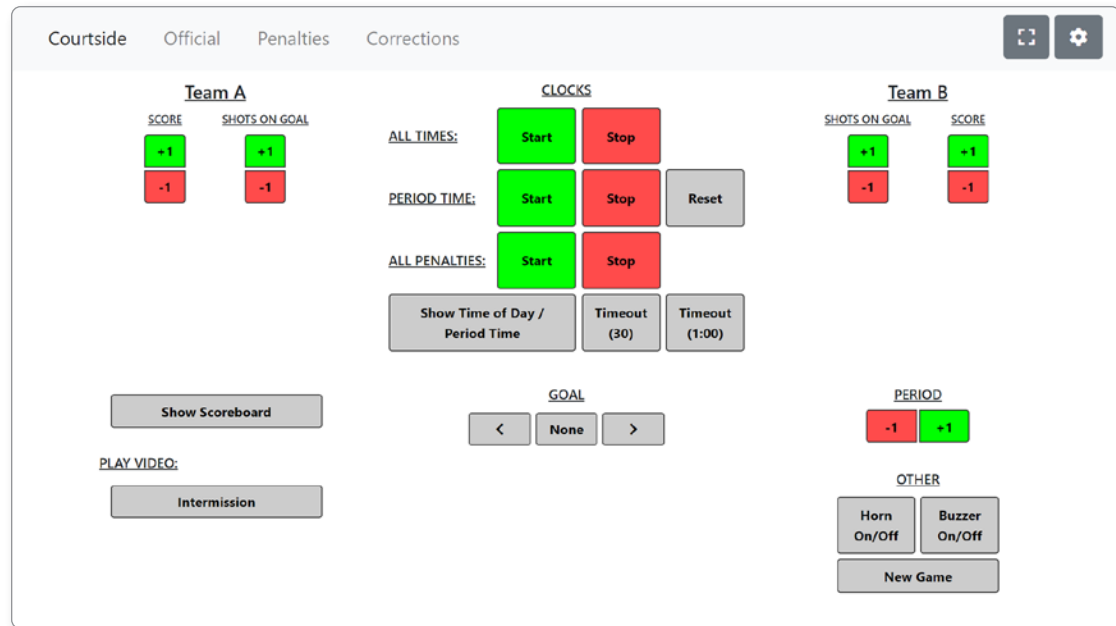 Courtside Official Penalties Corrections
Team A
SCORE SHOTS ON GOAL
+1 +1
-1 -1
CLOCKS
ALL TIMES: Start Stop
PERIOD TIME: Start Stop Reset
ALL PENALTIES: Start Stop
Show Time of Day /
Period Time
Timeout
(30)
Timeout
(1:00)
Team B
SHOTS ON GOAL SCORE
+1 +1
-1 -1
Show Scoreboard
PLAY VIDEO:
Intermission
GOAL
< None >
PERIOD
-1 +1
OTHER
Horn
On/Off
Buzzer
On/Off
New Game